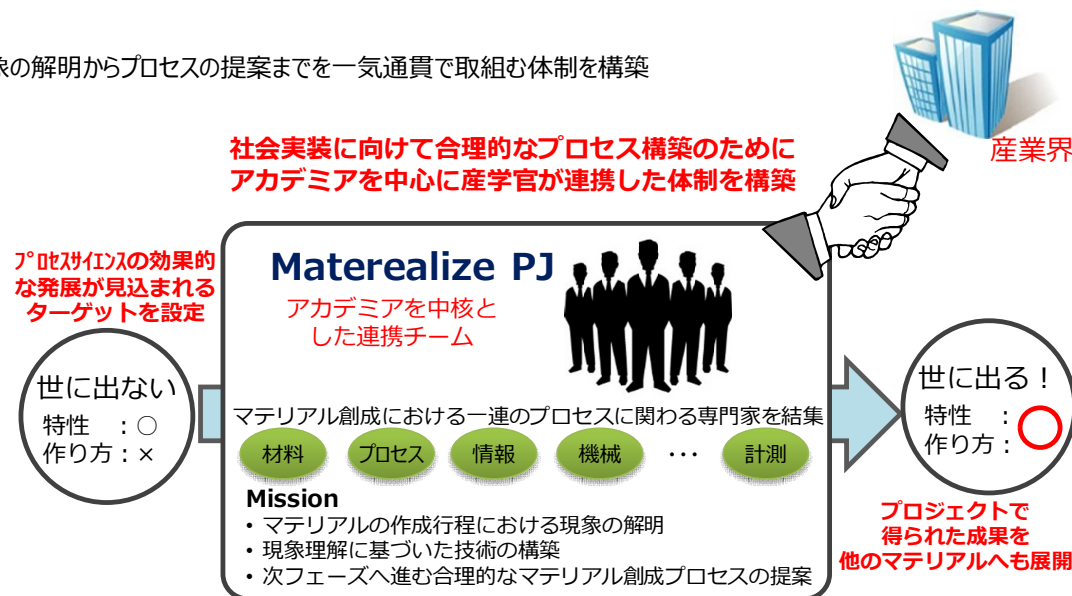 象の解明からプロセスの提案までを一気通貫で取組む体制を構築
産業界
社会実装に向けて合理的なプロセス構築のために
アカデミアを中心に産学官が連携した体制を構築
プロセスサイエンスの効果的
な発展が見込まれる
ターゲットを設定
世に出ない
特性　：○
作り方：×
Materealize PJ
アカデミアを中核と
した連携チーム
マテリアル創成における一連のプロセスに関わる専門家を結集
材料　プロセス　情報　機械　…　計測
Mission
• マテリアルの作成行程における現象の解明
• 現象理解に基づいた技術の構築
• 次フェーズへ進む合理的なマテリアル創成プロセスの提案
世に出る！
特性　：
作り方：○
プロジェクトで
得られた成果を
他のマテリアルへも展開